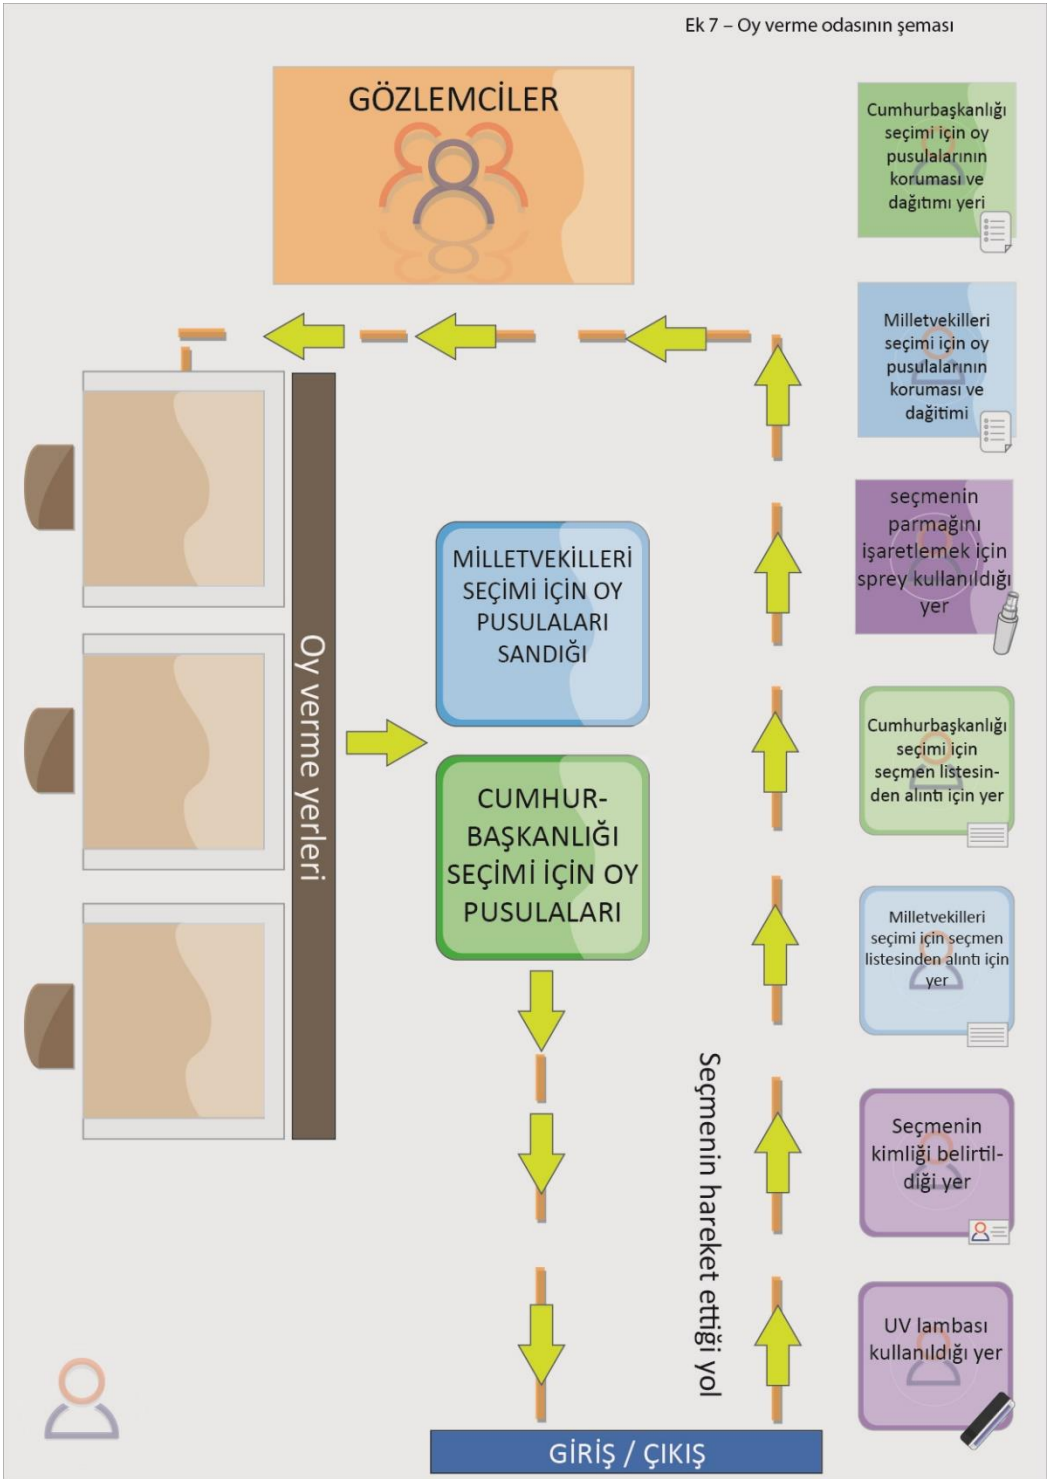 Ek 7 – Oy verme odasının şeması
GÖZLEMCİLER
Cumhurbaşkanlığı
seçimi için oy
pusulalarının
koruması ve
dağıtımı yeri
Milletvekilleri
seçimi için oy
pusulalarının
koruması ve
dağitimi
seçmenin
parmağını
işaretlemek için
sprey kullanıldığı
yer
Cumhurbaşkanlığı
seçimi için
seçmen listesin-
den alıntı için yer
Milletvekilleri
seçimi için seçmen
listesinden alıntı için
yer
Seçmenin
kimliği belirtil-
diği yer
UV lambası
kullanıldığı yer
Oy verme yerleri
MİLLETVEKİLLERİ
SEÇİMİ İÇİN OY
PUSULALARI
SANDIĞI
CUMHUR-
BAŞKANLIĞI
SEÇİMİ İÇİN OY
PUSULALARI
Seçmenin hareket ettiği yol
GİRİŞ / ÇIKIŞ